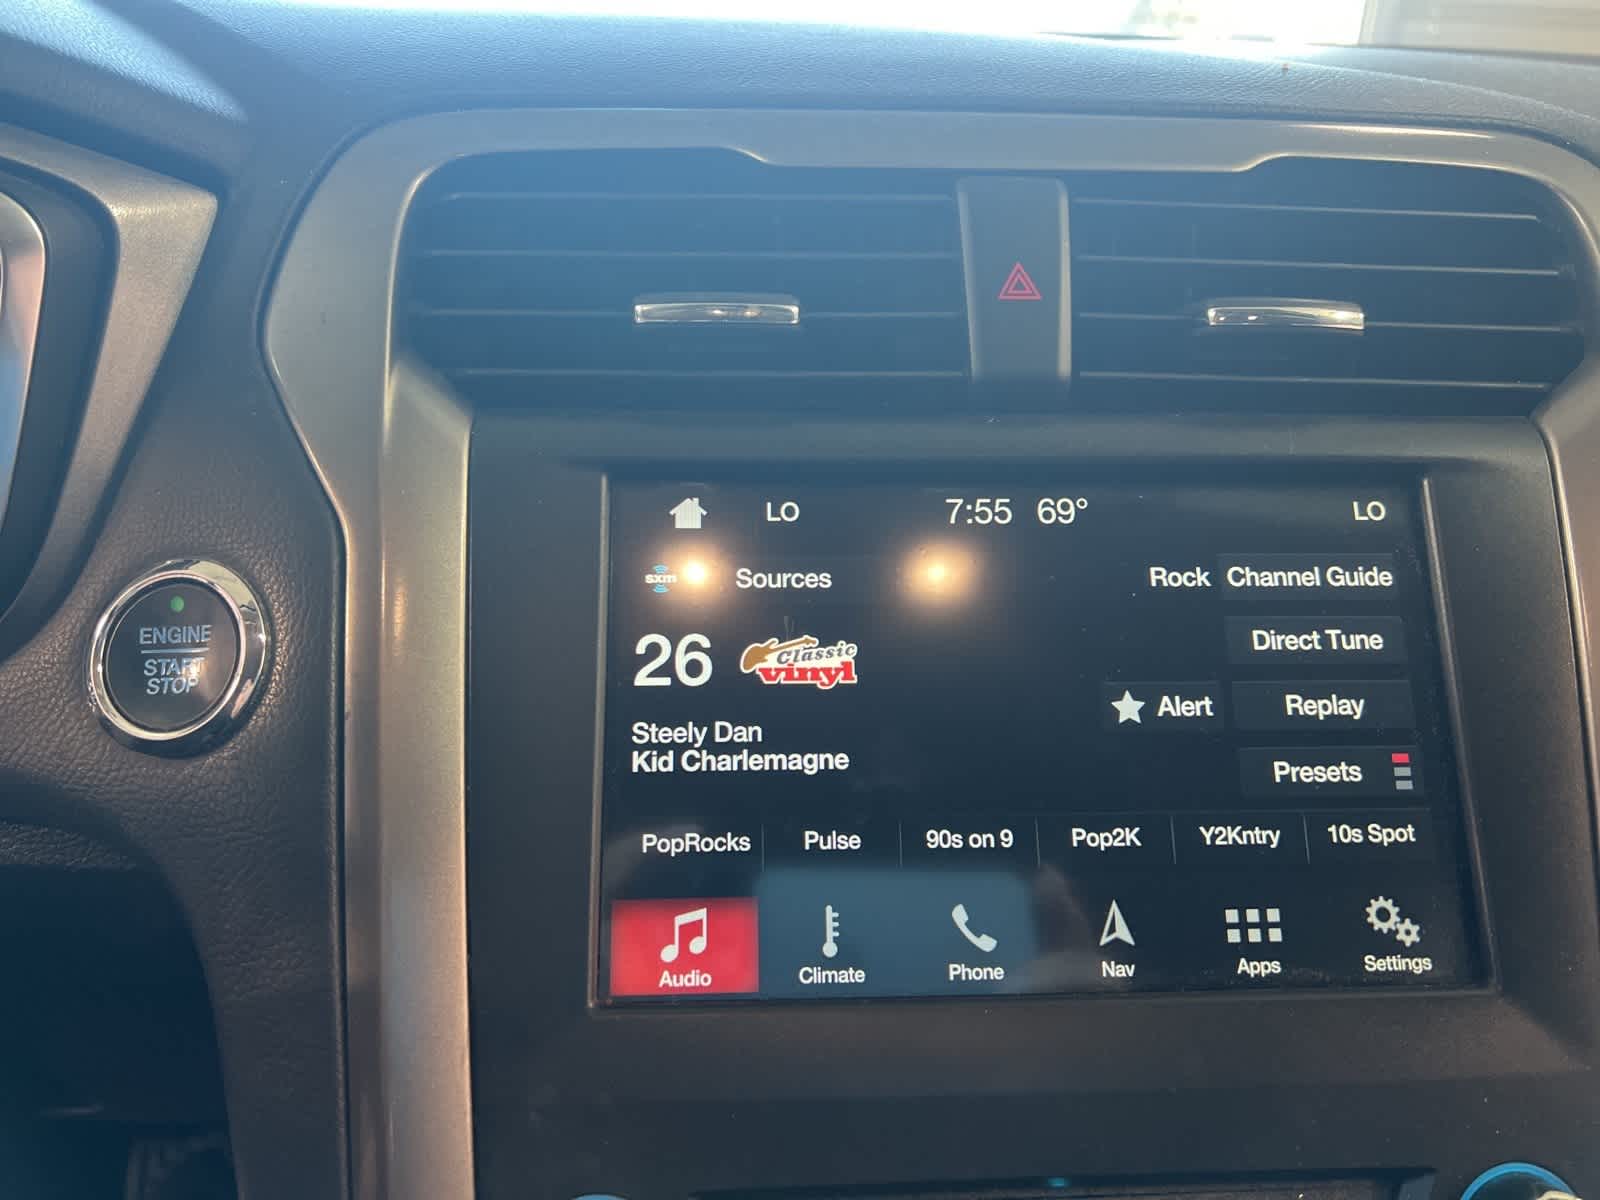 LO 7:55 69° LO
sxm Sources Rock Channel Guide
ENGINE
START
STOP
26 Classic vinyl
Direct Tune
Alert Replay
Steely Dan
Kid Charlemagne
Presets
PopRocks Pulse 90s on 9 Pop2K Y2Kntry 10s Spot
Audio Climate Phone Nav Apps Settings